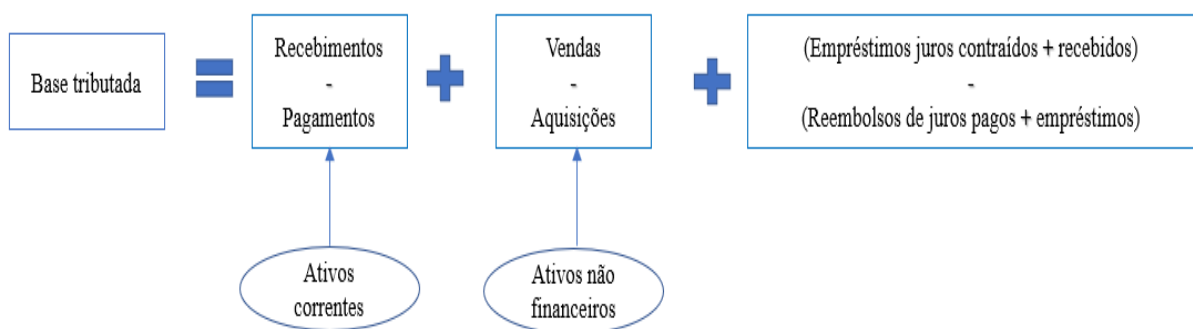 Base tributada
=
Recebimentos
-
Pagamentos
+
Vendas
-
Aquisições
+
(Empréstimos juros contraídos + recebidos)
-
(Reembolsos de juros pagos + empréstimos)
Ativos
correntes
Ativos não
financeiros